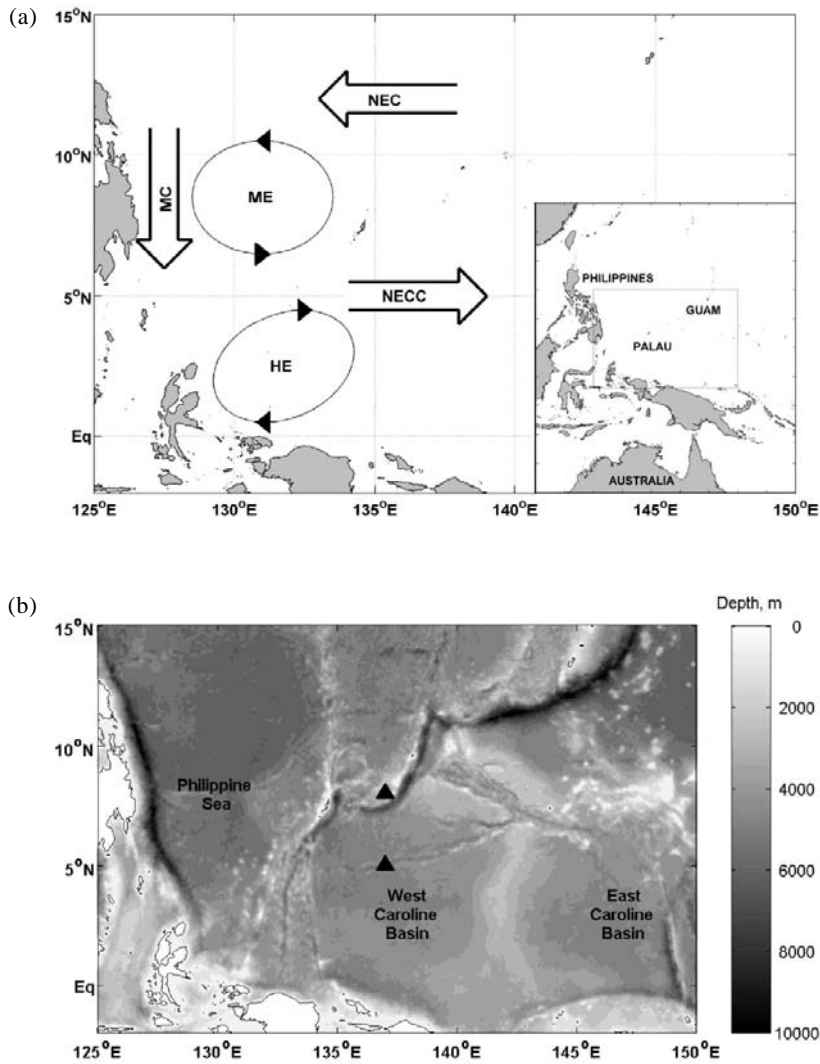 (a)
15°N
10°N
5°N
Eq
125°E
130°E
135°E
140°E
145°E
150°E
NEC
MC
ME
NECC
HE
PHILIPPINES
GUAM
PALAU
AUSTRALIA
(b)
Depth, m
15°N
10°N
5°N
Eq
125°E
130°E
135°E
140°E
145°E
150°E
Philippine
Sea
West
Caroline
Basin
East
Caroline
Basin
0
2000
4000
6000
8000
10000